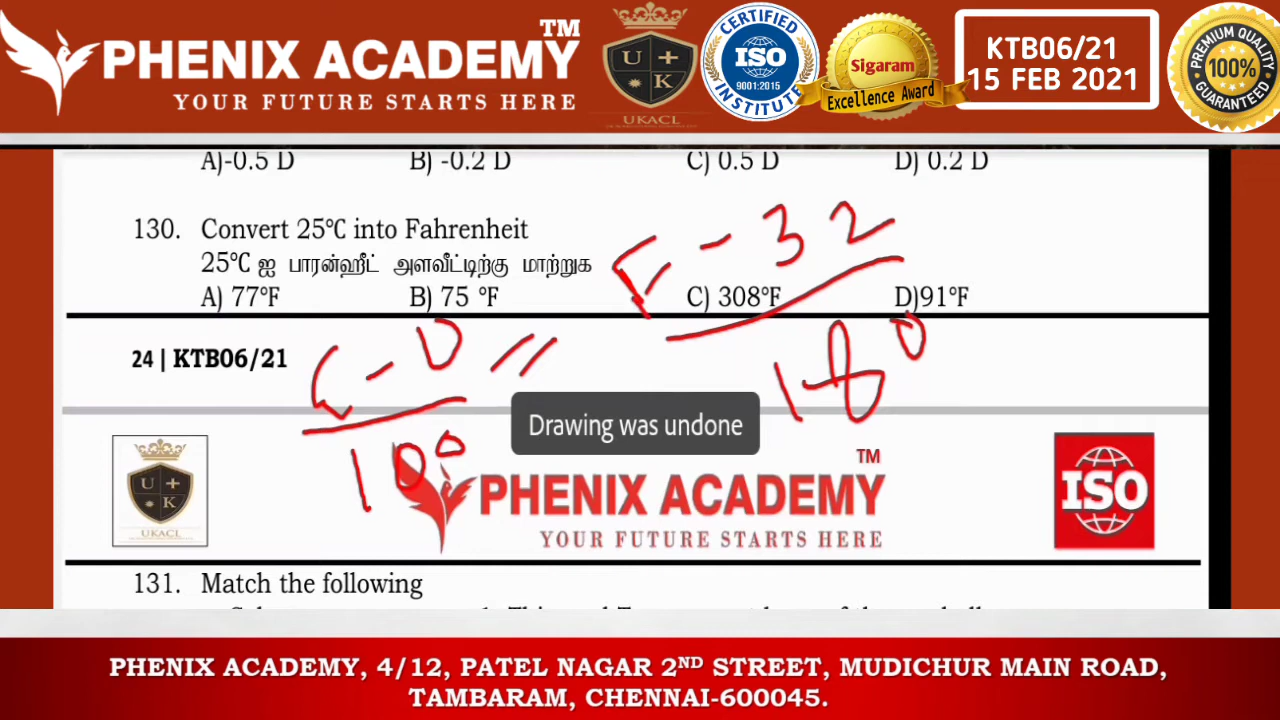 PHENIX ACADEMY TM
YOUR FUTURE STARTS HERE
U + K
UKACL
CERTIFIED
ISO
9001:2015
INSTITUTE
Sigaram
Excellence Award
KTB06/21
15 FEB 2021
PREMIUM QUALITY
100%
GUARANTEED
A)-0.5 D B) -0.2 D C) 0.5 D D) 0.2 D
130. Convert 25℃ into Fahrenheit
25℃ ஐ பாரன்ஹீட் அளவீட்டிற்கு மாற்றுக
A) 77°F B) 75 °F C) 308°F D)91°F
F - 32
180
24 | KTB06/21
C - 0 =
100
Drawing was undone
U + K
UKACL
PHENIX ACADEMY TM
YOUR FUTURE STARTS HERE
ISO
131. Match the following
PHENIX ACADEMY, 4/12, PATEL NAGAR 2ND STREET, MUDICHUR MAIN ROAD,
TAMBARAM, CHENNAI-600045.